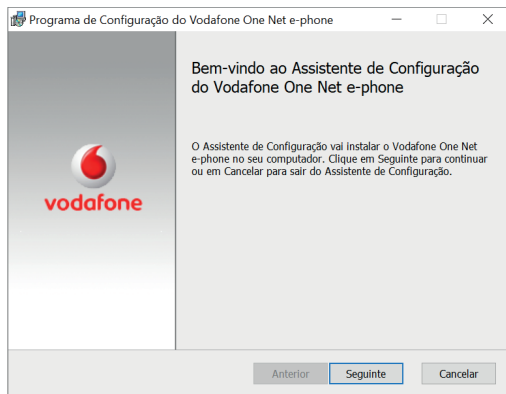 Programa de Configuração do Vodafone One Net e-phone
Bem-vindo ao Assistente de Configuração
do Vodafone One Net e-phone
O Assistente de Configuração vai instalar o Vodafone One Net
e-phone no seu computador. Clique em Seguinte para continuar
ou em Cancelar para sair do Assistente de Configuração.
vodafone
Anterior
Seguinte
Cancelar